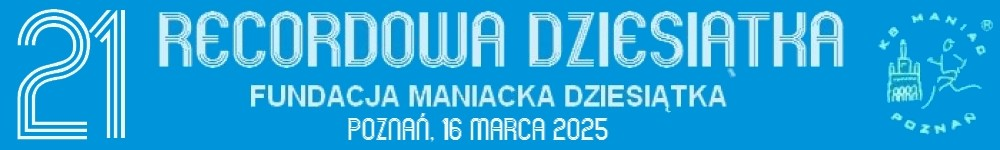 21
RECORDOWA DZIESIĄTKA
FUNDACJA MANIACKA DZIESIĄTKA
POZNAŃ, 16 MARCA 2025
KB MANIAC ®
POZNAŃ